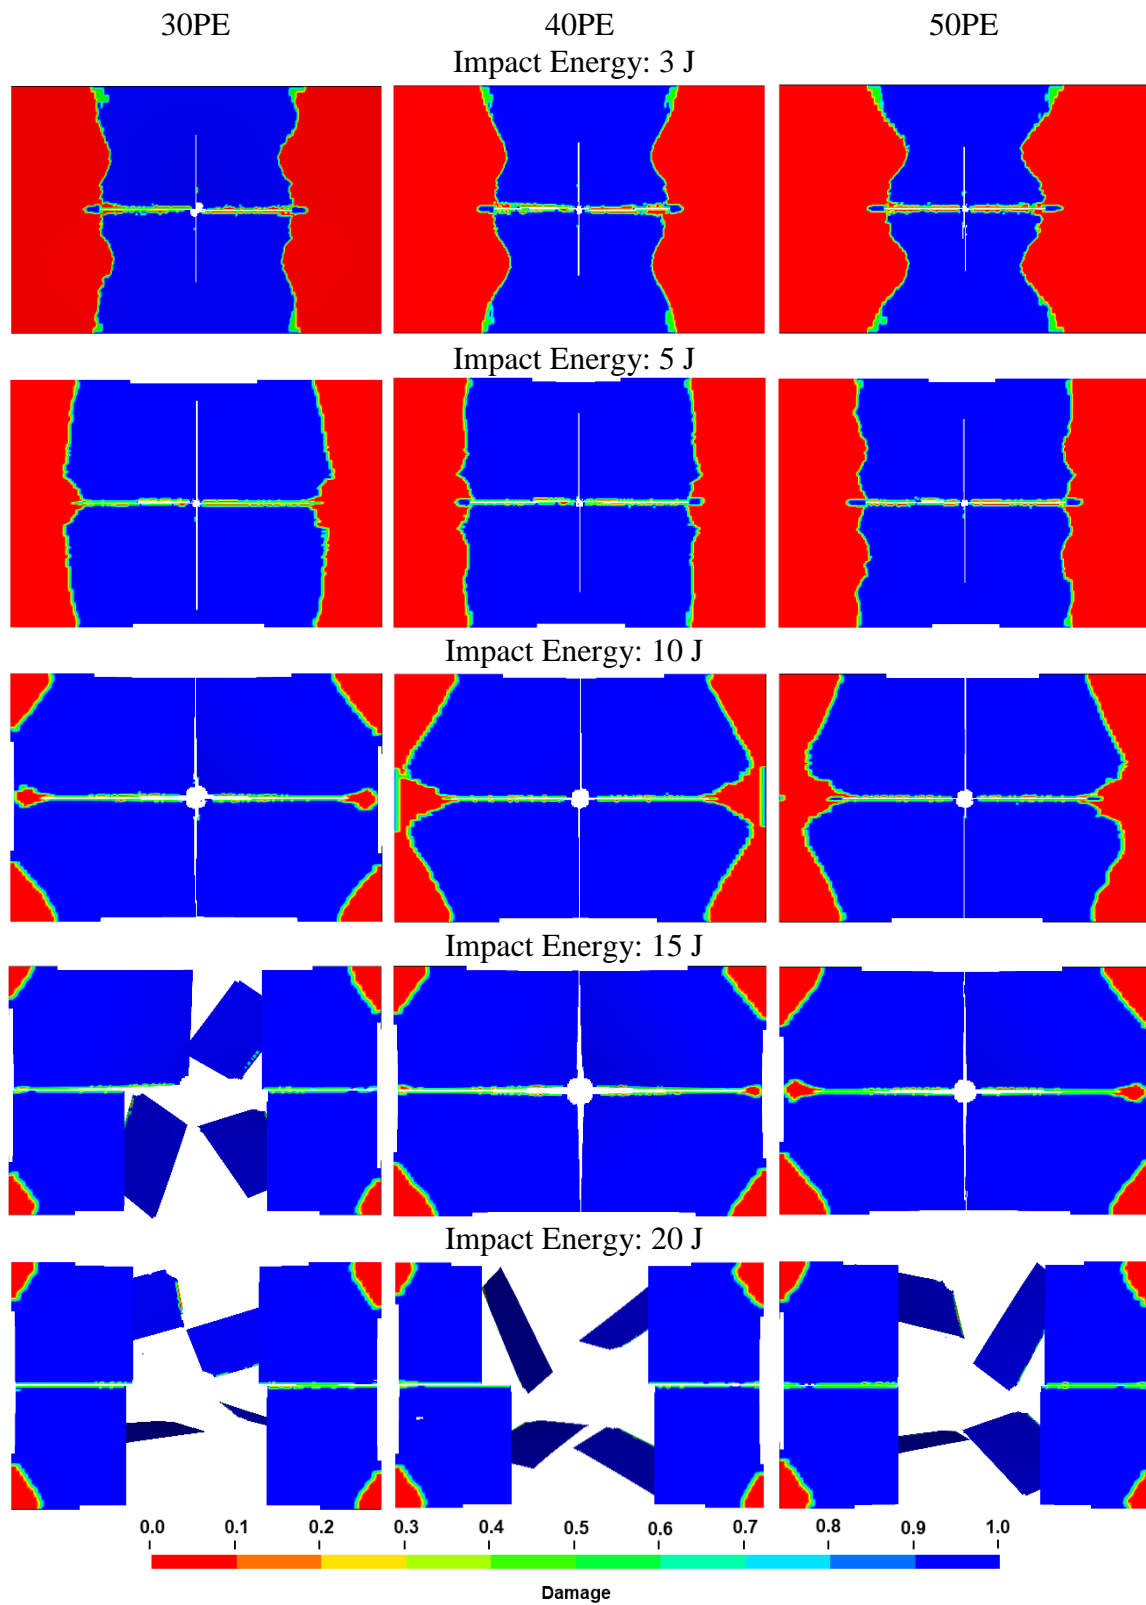 30PE 40PE 50PE
Impact Energy: 3 J
Impact Energy: 5 J
Impact Energy: 10 J
Impact Energy: 15 J
Impact Energy: 20 J
0.0 0.1 0.2 0.3 0.4 0.5 0.6 0.7 0.8 0.9 1.0
Damage